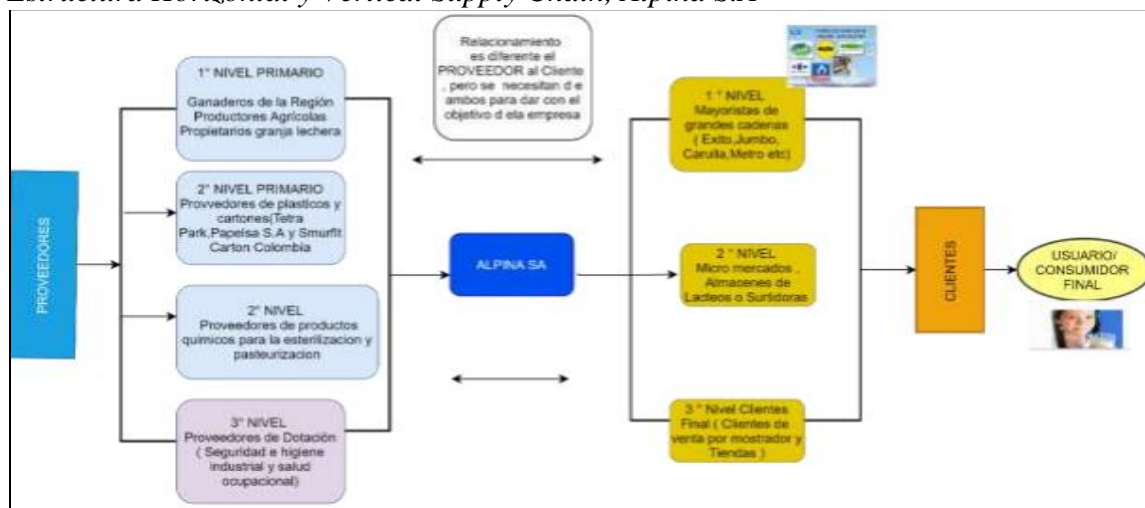 Estructura Horizontal y Vertical Supply Chain, Alpina S.A
PROVEEDORES
1° NIVEL PRIMARIO
Ganaderos de la Región
Productores Agrícolas
Propietarios granja lechera
2° NIVEL PRIMARIO
Provvedores de plasticos y
cartones(Tetra
Park,Papelsa S.A y Smurfit
Carton Colombia
2° NIVEL
Proveedores de productos
quimicos para la esterilizacion y
pasteurizacion
3° NIVEL
Proveedores de Dotación
( Seguridad e higiene
industrial y salud
ocupacional)
Relacionamiento
es diferente el
PROVEEDOR al Cliente
, pero se necesitan d e
ambos para dar con el
objetivo d ela empresa
ALPINA SA
1 ° NIVEL
Mayoristas de
grandes cadenas
( Exito,Jumbo,
Carulla,Metro etc)
2 ° NIVEL
Micro mercados ,
Almacenes de
Lacteos o Surtidoras
3 ° Nivel Clientes
Final ( Clientes de
venta por mostrador y
Tiendas )
CLIENTES
USUARIO/
CONSUMIDOR
FINAL